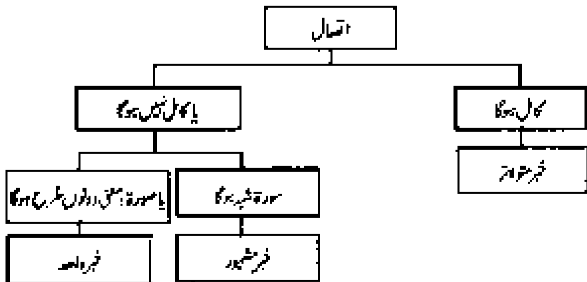 اتصال
کامل ہوگا
یا کامل نہیں ہوگا
خبر متواتر
صورۃ شبہ ہوگا
یا صورۃ، معنی دونوں طرح ہوگا
خبر مشہور
خبر واحد